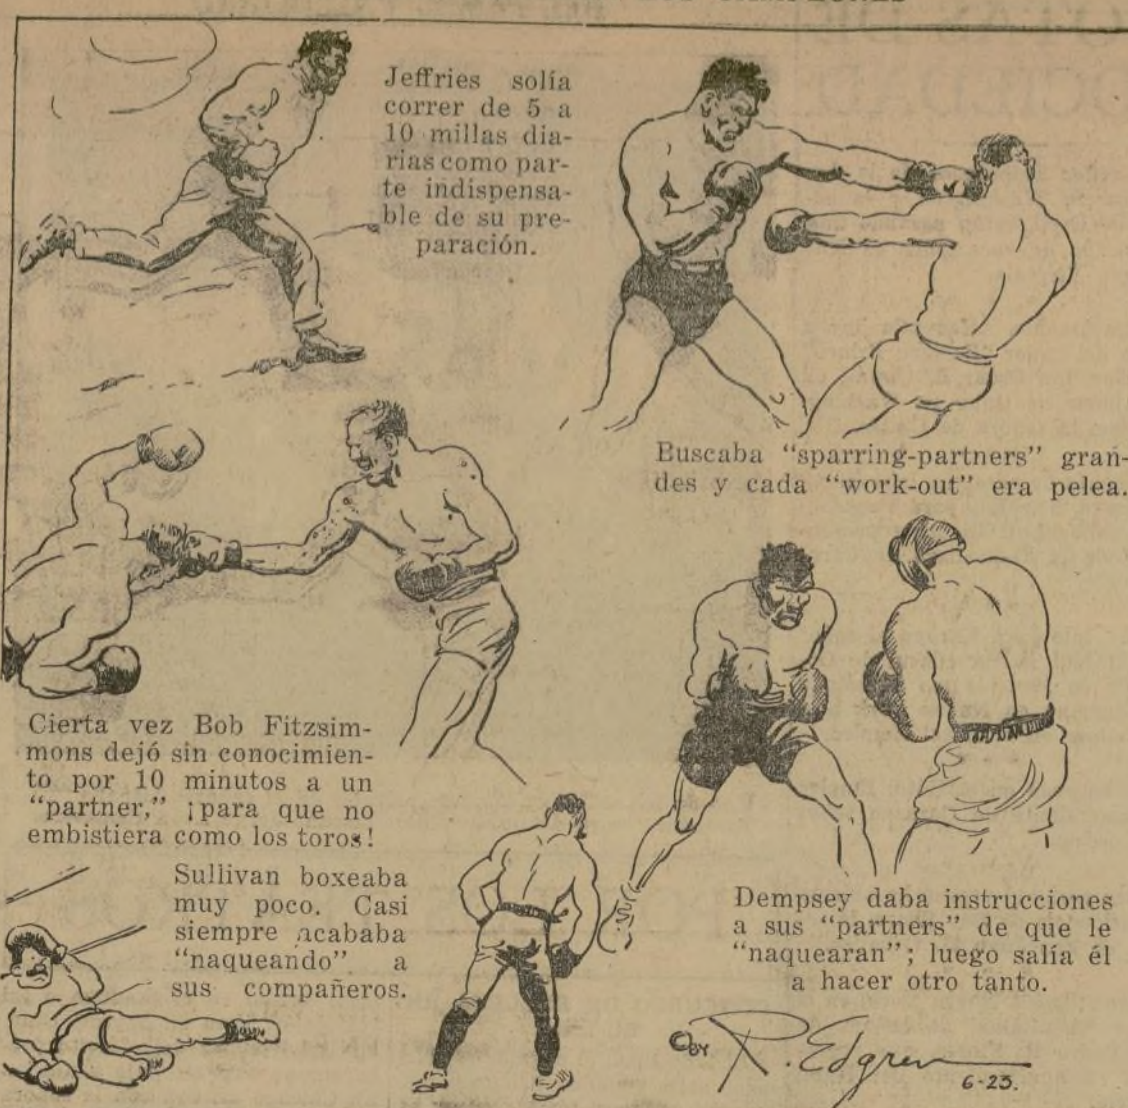 Jeffries solía
correr de 5 a
10 millas dia-
rias como par-
te indispensa-
ble de su pre-
paración.
Buscaba "sparring-partners" gran-
des y cada "work-out" era pelea.
Cierta vez Bob Fitzsim-
mons dejó sin conocimien-
to por 10 minutos a un
"partner," ¡para que no
embistiera como los toros!
Sullivan boxeaba
muy poco. Casi
siempre acababa
"naqueando" a
sus compañeros.
Dempsey daba instrucciones
a sus "partners" de que le
"naquearan"; luego salía él
a hacer otro tanto.
© BY R. Edgren
6-23.